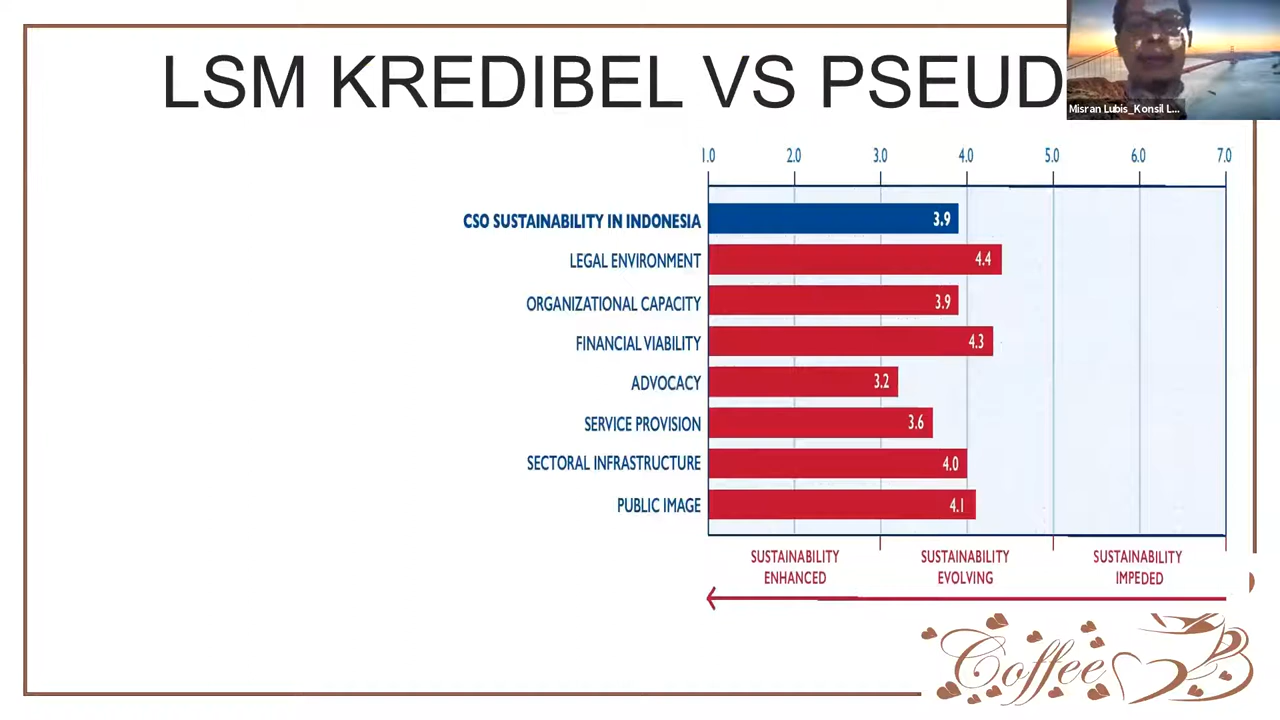 LSM KREDIBEL VS PSEUD
Misran Lubis_Konsil L...
1.0 2.0 3.0 4.0 5.0 6.0 7.0
CSO SUSTAINABILITY IN INDONESIA 3.9
LEGAL ENVIRONMENT 4.4
ORGANIZATIONAL CAPACITY 3.9
FINANCIAL VIABILITY 4.3
ADVOCACY 3.2
SERVICE PROVISION 3.6
SECTORAL INFRASTRUCTURE 4.0
PUBLIC IMAGE 4.1
SUSTAINABILITY SUSTAINABILITY SUSTAINABILITY
ENHANCED EVOLVING IMPEDED
Coffee